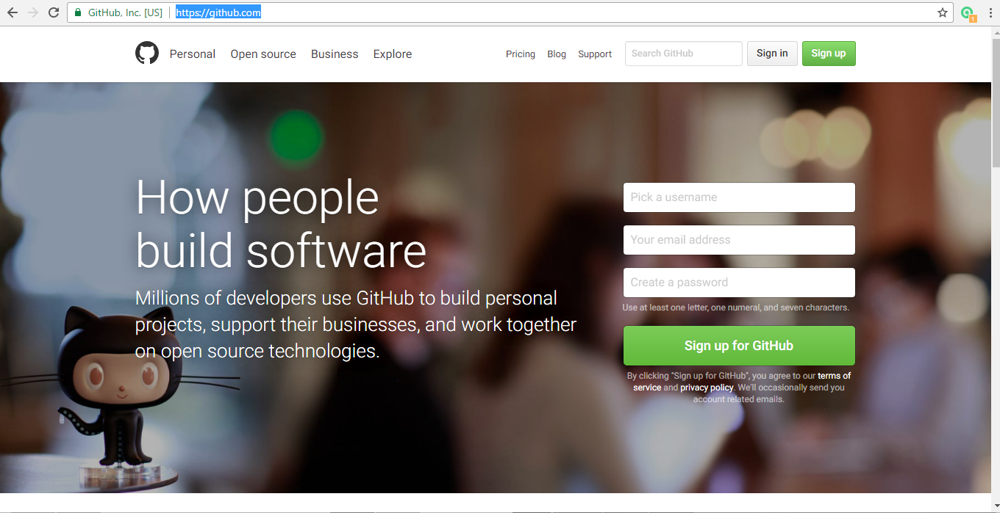 GitHub, Inc. [US] https://github.com
1
Personal Open source Business Explore Pricing Blog Support Search GitHub Sign in Sign up
How people
build software
Millions of developers use GitHub to build personal
projects, support their businesses, and work together
on open source technologies.
Pick a username
Your email address
Create a password
Use at least one letter, one numeral, and seven characters.
Sign up for GitHub
By clicking "Sign up for GitHub", you agree to our terms of
service and privacy policy. We'll occasionally send you
account related emails.